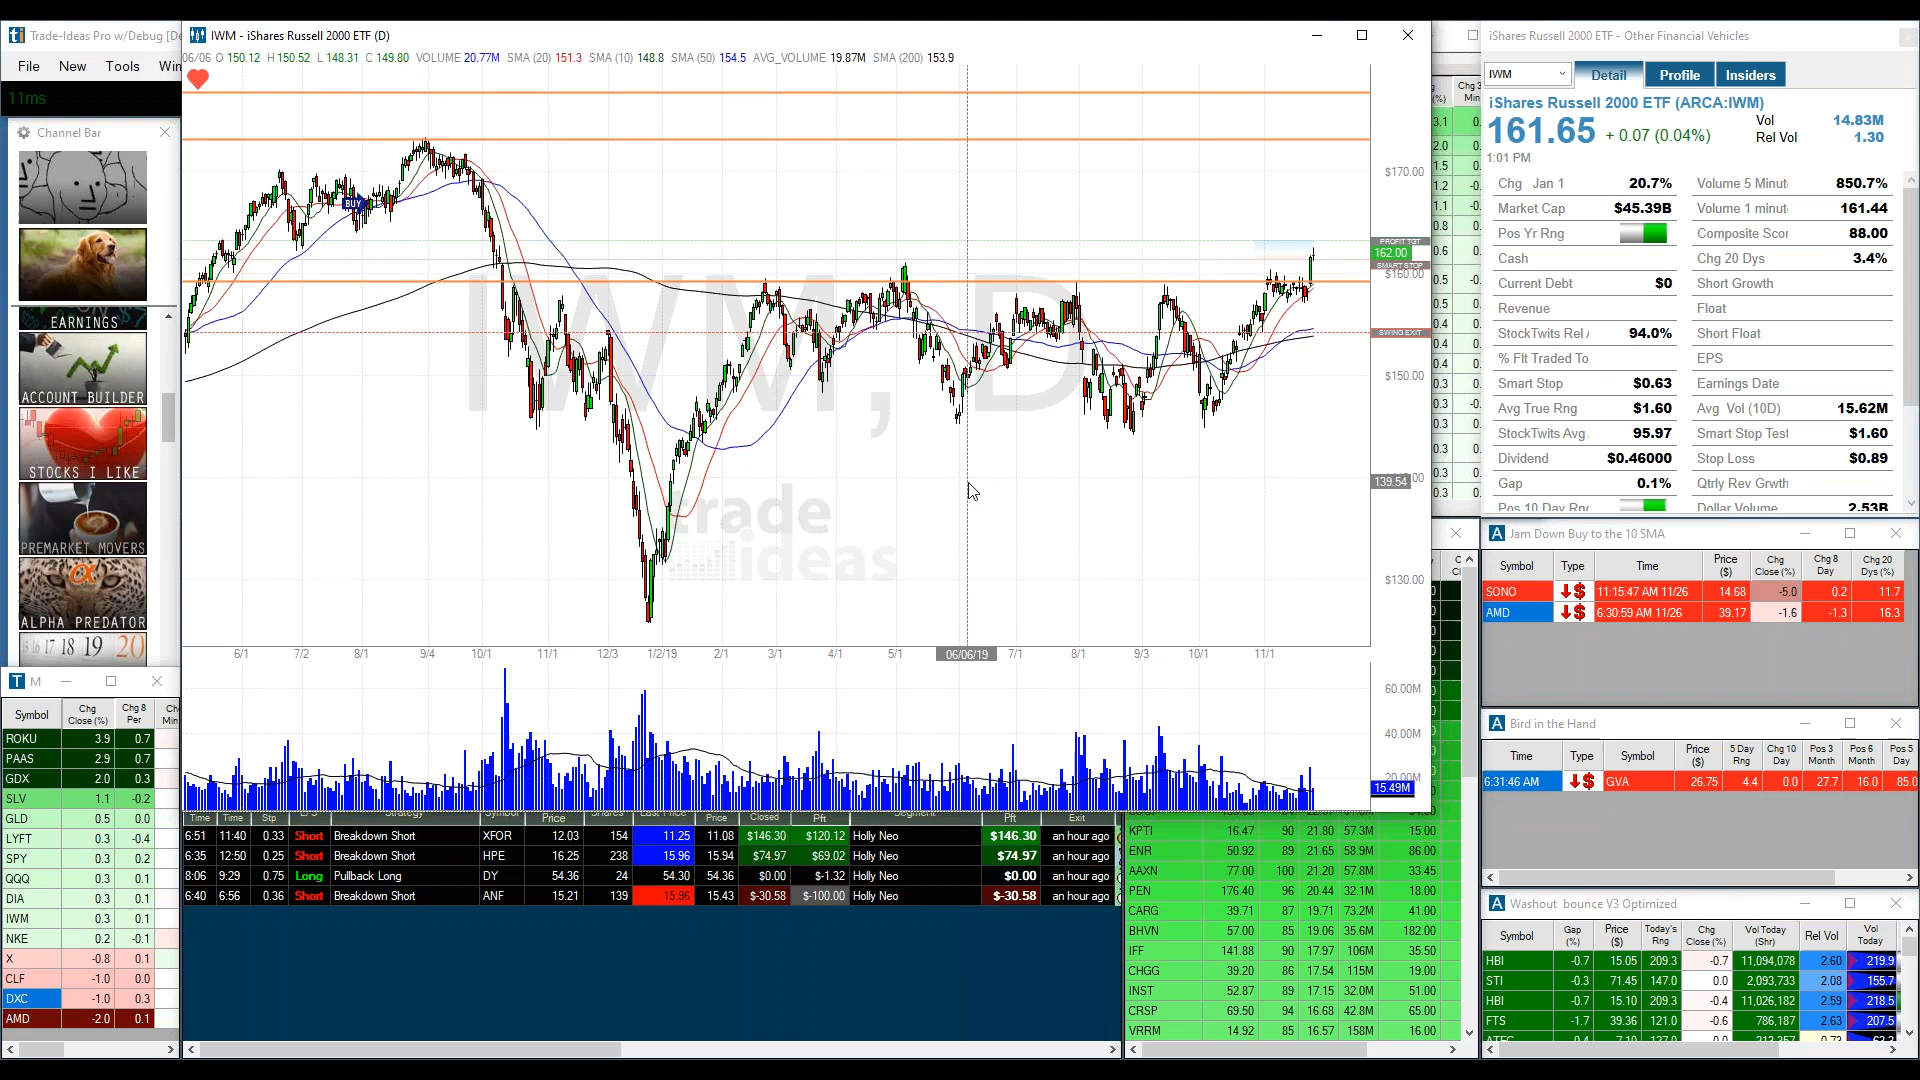 Trade-Ideas Pro w/Debug [De
File New Tools Win
11ms
Channel Bar
EARNINGS
ACCOUNT BUILDER
STOCKS I LIKE
PREMARKET MOVERS
α
ALPHA PREDATOR
16 17 18 19 20
IWM - iShares Russell 2000 ETF (D)
06/06 O 150.12 H 150.52 L 148.31 C 149.80 VOLUME 20.77M SMA (20) 151.3 SMA (10) 148.8 SMA (50) 154.5 AVG_VOLUME 19.87M SMA (200) 153.9
BUY
IWM, D
trade ideas
$170.00
PROFIT TGT
162.00
SMART STOP
$160.00
SWING EXIT
$150.00
139.54
$130.00
6/1 7/2 8/1 9/4 10/1 11/1 12/3 1/2/19 2/1 3/1 4/1 5/1 06/06/19 7/1 8/1 9/3 10/1 11/1
60.00M
40.00M
20.00M
15.49M
iShares Russell 2000 ETF - Other Financial Vehicles
IWM Detail Profile Insiders
iShares Russell 2000 ETF (ARCA:IWM)
161.65 + 0.07 (0.04%)
Vol 14.83M
Rel Vol 1.30
1:01 PM
Chg Jan 1 20.7% Volume 5 Minut 850.7%
Market Cap $45.39B Volume 1 minut 161.44
Pos Yr Rng Composite Scor 88.00
Cash Chg 20 Dys 3.4%
Current Debt $0 Short Growth
Revenue Float
StockTwits Rel 94.0% Short Float
% Flt Traded To EPS
Smart Stop $0.63 Earnings Date
Avg True Rng $1.60 Avg Vol (10D) 15.62M
StockTwits Avg. 95.97 Smart Stop Test $1.60
Dividend $0.46000 Stop Loss $0.89
Gap 0.1% Qtrly Rev Grwth
Pos 10 Day Rng Dollar Volume 2.53B
Jam Down Buy to the 10 SMA
Symbol Type Time Price ($) Chg Close (%) Chg 8 Day Chg 20 Dys (%)
SONO 11:15:47 AM 11/26 14.68 -5.0 0.2 11.7
AMD 6:30:59 AM 11/26 39.17 -1.6 -1.3 16.3
Bird in the Hand
Time Type Symbol Price ($) 5 Day Rng Chg 10 Day Pos 3 Month Pos 6 Month Pos 5 Day
6:31:46 AM GVA 26.75 4.4 0.0 27.7 16.0 85.0
Washout bounce V3 Optimized
Symbol Gap (%) Price ($) Today's Rng Chg Close (%) Vol Today (Shr) Rel Vol Vol Today
HBI -0.7 15.05 209.3 -0.7 11,094,078 2.60 219.9
STI -0.3 71.45 147.0 0.0 2,093,733 2.08 155.7
HBI -0.7 15.10 209.3 -0.4 11,026,182 2.59 218.5
FTS -1.7 39.36 121.0 -0.6 786,187 2.63 207.5
M
Symbol Chg Close (%) Chg 8 Per
ROKU 3.9 0.7
PAAS 2.9 0.7
GDX 2.0 0.3
SLV 1.1 -0.2
GLD 0.5 0.0
LYFT 0.3 -0.4
SPY 0.3 0.2
QQQ 0.3 0.1
DIA 0.3 0.1
IWM 0.3 0.1
NKE 0.2 -0.1
X -0.8 0.1
CLF -1.0 0.0
DXC -1.0 0.3
AMD -2.0 0.1
Time Time Stp Strategy Symbol Price Shares Last Price Price Closed Pft Segment Pft Exit
6:51 11:40 0.33 Short Breakdown Short XFOR 12.03 154 11.25 11.08 $146.30 $120.12 Holly Neo $146.30 an hour ago
6:35 12:50 0.25 Short Breakdown Short HPE 16.25 238 15.96 15.94 $74.97 $69.02 Holly Neo $74.97 an hour ago
8:06 9:29 0.75 Long Pullback Long DY 54.36 24 54.30 54.36 $0.00 $-1.32 Holly Neo $0.00 an hour ago
6:40 6:56 0.36 Short Breakdown Short ANF 15.21 139 15.96 15.43 $-30.58 $-100.00 Holly Neo $-30.58 an hour ago
KPTI 16.47 90 21.80 57.3M 15.00
ENR 50.92 89 21.65 58.9M 86.00
AAXN 77.00 100 21.20 57.8M 33.45
PEN 176.40 96 20.44 32.1M 18.00
CARG 39.71 87 19.71 73.2M 41.00
BHVN 57.00 85 19.06 35.6M 182.00
IFF 141.88 90 17.97 106M 35.50
CHGG 39.20 86 17.54 115M 19.00
INST 52.87 89 17.15 32.0M 51.00
CRSP 69.50 94 16.68 42.8M 65.00
VRRM 14.92 85 16.57 158M 16.00